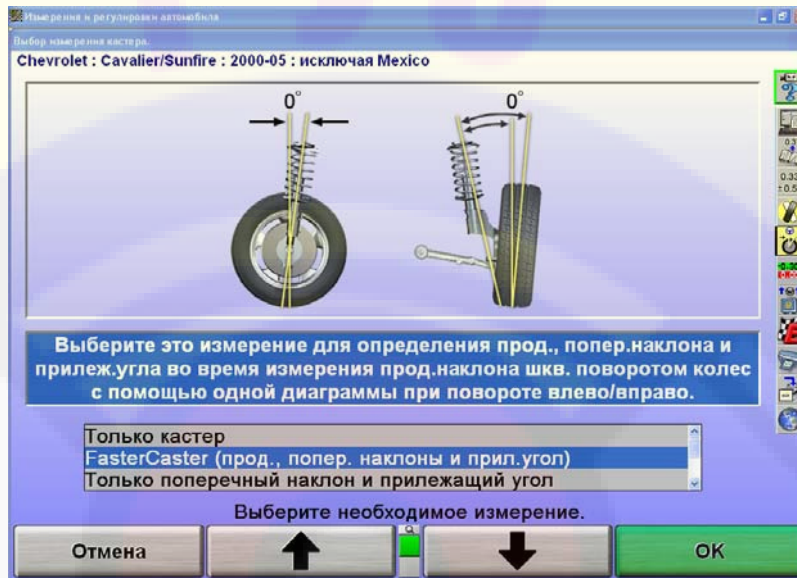 Измерения и регулировки автомобиля
Выбор измерения кастера.
Chevrolet : Cavalier/Sunfire : 2000-05 : исключая Mexico
0° 0°
Выберите это измерение для определения прод., попер.наклона и
прилеж.угла во время измерения прод.наклона шкв. поворотом колес
с помощью одной диаграммы при повороте влево/вправо.
Только кастер
FasterCaster (прод., попер. наклоны и прил.угол)
Только поперечный наклон и прилежащий угол
Выберите необходимое измерение.
Отмена
OK